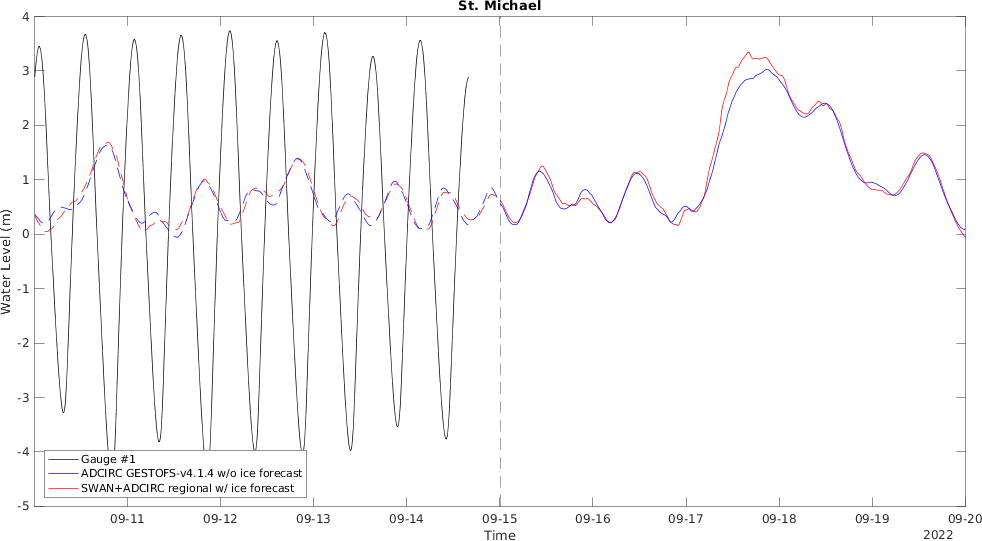 St. Michael
4
3
2
1
0
-1
-2
-3
-4
-5
Water Level (m)
Gauge #1
ADCIRC GESTOFS-v4.1.4 w/o ice forecast
SWAN+ADCIRC regional w/ ice forecast
09-11 09-12 09-13 09-14 09-15 09-16 09-17 09-18 09-19 09-20
Time
2022